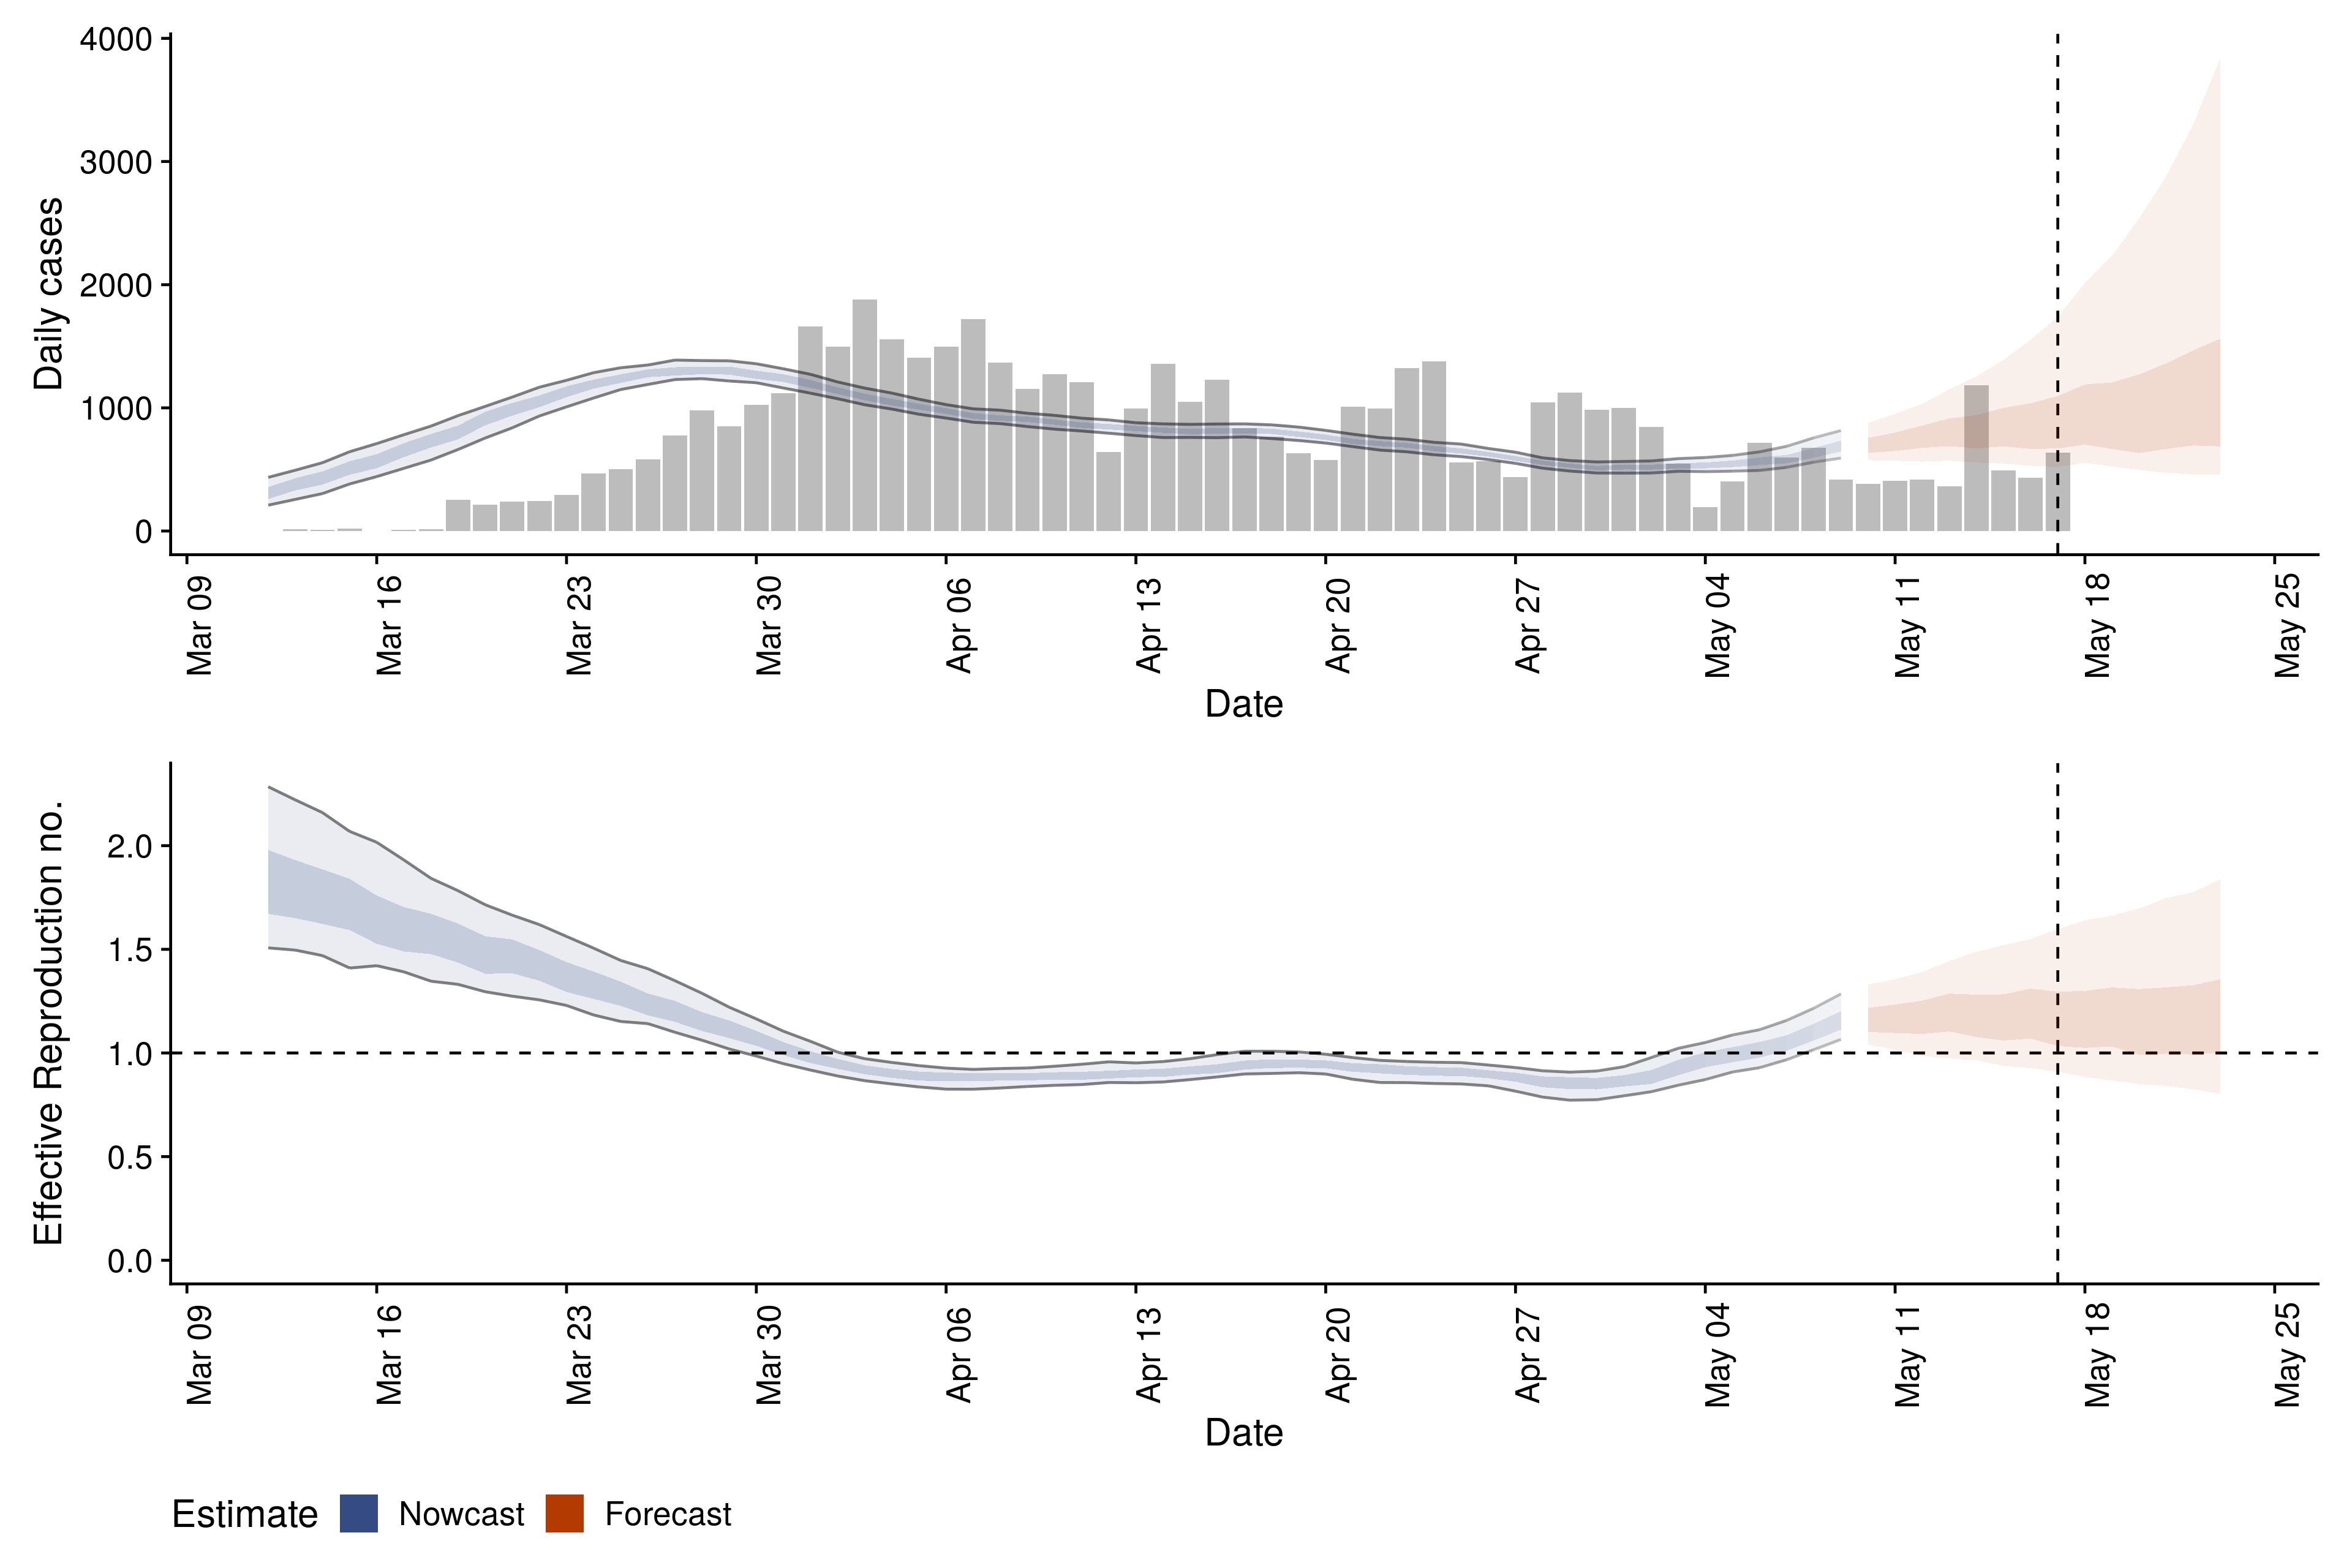 Daily cases
4000
3000
2000
1000
0
Mar 09
Mar 16
Mar 23
Mar 30
Apr 06
Apr 13
Apr 20
Apr 27
May 04
May 11
May 18
May 25
Date
Effective Reproduction no.
2.0
1.5
1.0
0.5
0.0
Mar 09
Mar 16
Mar 23
Mar 30
Apr 06
Apr 13
Apr 20
Apr 27
May 04
May 11
May 18
May 25
Date
Estimate Nowcast Forecast